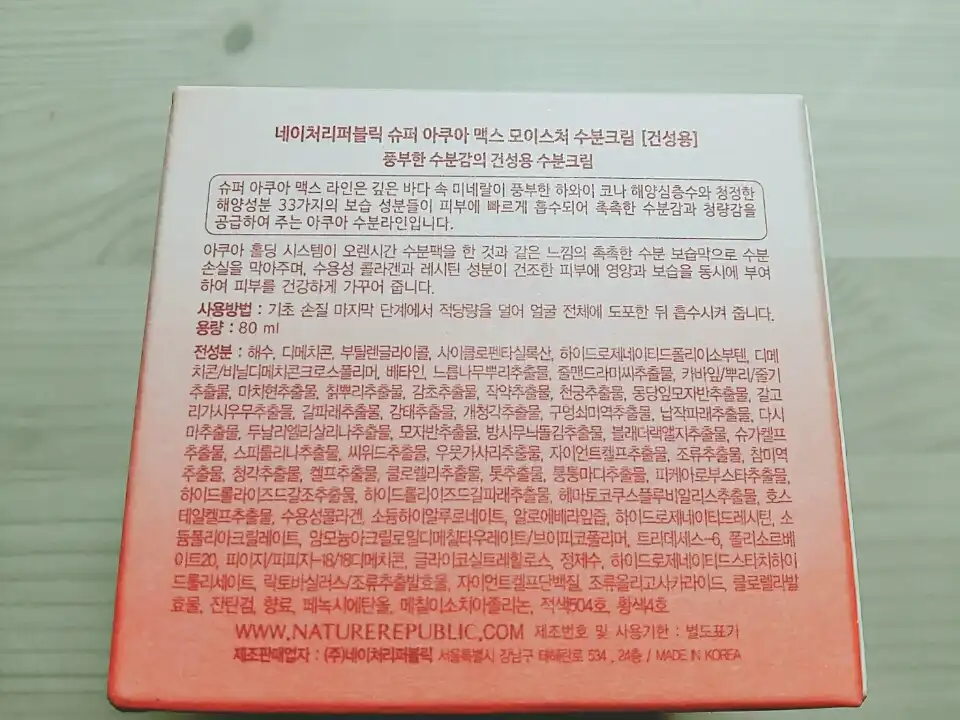 네이처리퍼블릭 슈퍼 아쿠아 맥스 모이스처 수분크림 [건성용]
풍부한 수분감의 건성용 수분크림
슈퍼 아쿠아 맥스 라인은 깊은 바다 속 미네랄이 풍부한 하와이 코나 해양심층수와 청정한
해양성분 33가지의 보습 성분들이 피부에 빠르게 흡수되어 촉촉한 수분감과 청량감을
공급하여 주는 아쿠아 수분라인입니다.
아쿠아 홀딩 시스템이 오랜시간 수분팩을 한 것과 같은 느낌의 촉촉한 수분 보습막으로 수분
손실을 막아주며, 수용성 콜라겐과 레시틴 성분이 건조한 피부에 영양과 보습을 동시에 부여
하여 피부를 건강하게 가꾸어 줍니다.
사용방법 : 기초 손질 마지막 단계에서 적당량을 덜어 얼굴 전체에 도포한 뒤 흡수시켜 줍니다.
용량 : 80 ml
전성분 : 해수, 디메치콘, 부틸렌글라이콜, 사이클로펜타실록산, 하이드로제네이티드폴리이소부텐, 디메
치콘/비닐디메치콘크로스폴리머, 베타인, 느릅나무뿌리추출물, 줄맨드라미씨추출물, 카바잎/뿌리/줄기
추출물, 마치현추출물, 칡뿌리추출물, 감초추출물, 작약추출물, 천궁추출물, 몽당잎모자반추출물, 갈고
리가시우무추출물, 갈파래추출물, 감태추출물, 개청각추출물, 구멍쇠미역추출물, 납작파래추출물, 다시
마추출물, 두날리엘라살리나추출물, 모자반추출물, 방사무늬돌김추출물, 블래더랙앨지추출물, 슈가켈프
추출물, 스피룰리나추출물, 씨위드추출물, 우뭇가사리추출물, 자이언트켈프추출물, 조류추출물, 참미역
추출물, 청각추출물, 켈프추출물, 클로렐라추출물, 톳추출물, 퉁퉁마디추출물, 피케아로부스타추출물,
하이드롤라이즈드갈조추출물, 하이드롤라이즈드갈파래추출물, 헤마토코쿠스플루비알리스추출물, 호스
테일켈프추출물, 수용성콜라겐, 소듐하이알루로네이트, 알로에베라잎즙, 하이드로제네이티드레시틴, 소
듐폴리아크릴레이트, 암모늄아크릴로일디메칠타우레이트/브이피코폴리머, 트리데세스-6, 폴리소르베
이트20, 피이지/피피지-18/18디메치콘, 글라이코실트레할로스, 정제수, 하이드로제네이티드스타치하이
드롤리세이트, 락토바실러스/조류추출발효물, 자이언트켈프단백질, 조류올리고사카라이드, 클로렐라발
효물, 잔탄검, 향료, 페녹시에탄올, 메칠이소치아졸리논, 적색504호, 황색4호
WWW.NATUREREPUBLIC.COM 제조번호 및 사용기한 : 별도표기
제조판매업자 : (주)네이처리퍼블릭 서울특별시 강남구 테헤란로 534, 24층 / MADE IN KOREA